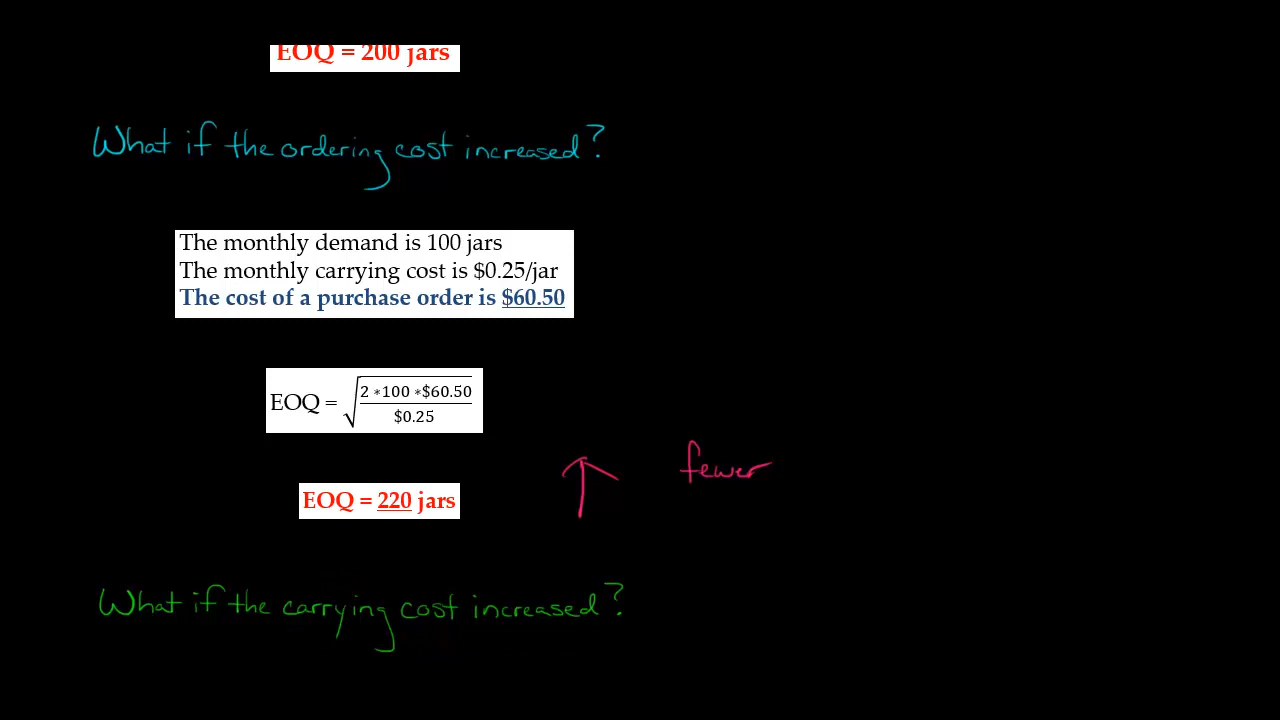 EOQ = 200 jars
What if the ordering cost increased?
The monthly demand is 100 jars
The monthly carrying cost is $0.25/jar
The cost of a purchase order is $60.50
EOQ = √(2 *100 *$60.50 / $0.25)
fewer
EOQ = 220 jars
What if the carrying cost increased?